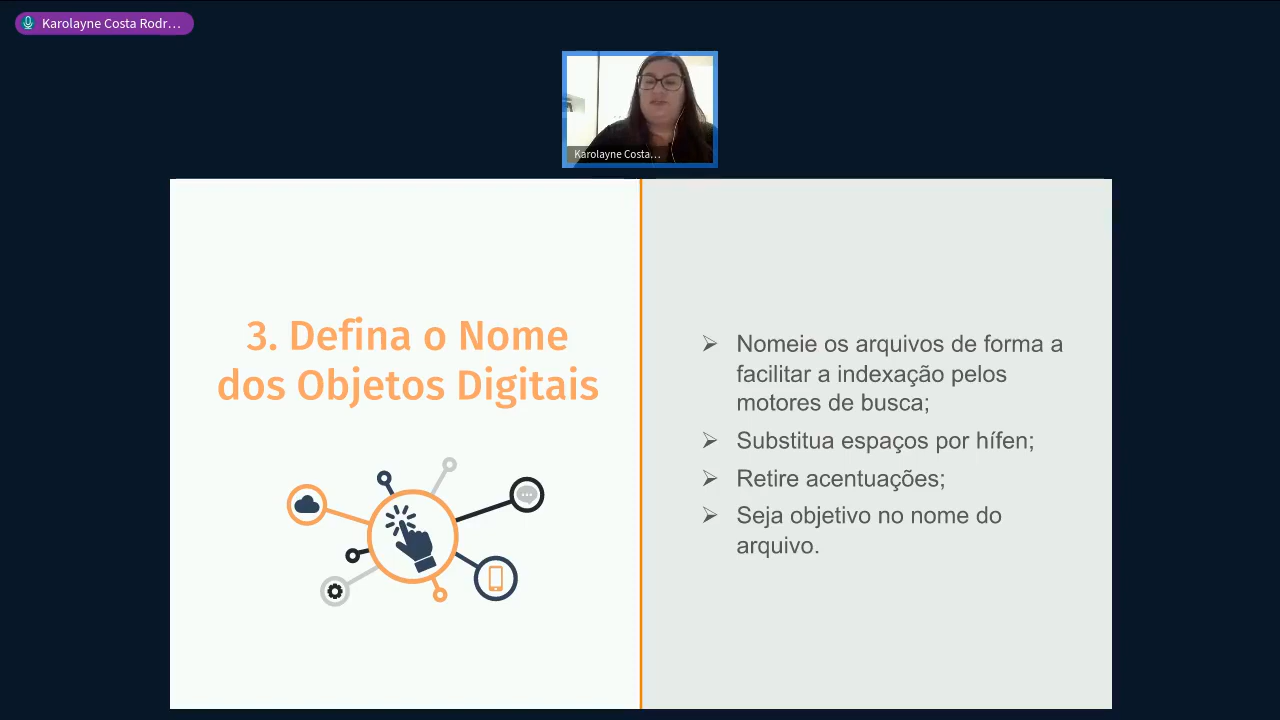 Karolayne Costa Rodr…
Karolayne Costa…
3. Defina o Nome
dos Objetos Digitais
➢ Nomeie os arquivos de forma a
facilitar a indexação pelos
motores de busca;
➢ Substitua espaços por hífen;
➢ Retire acentuações;
➢ Seja objetivo no nome do
arquivo.